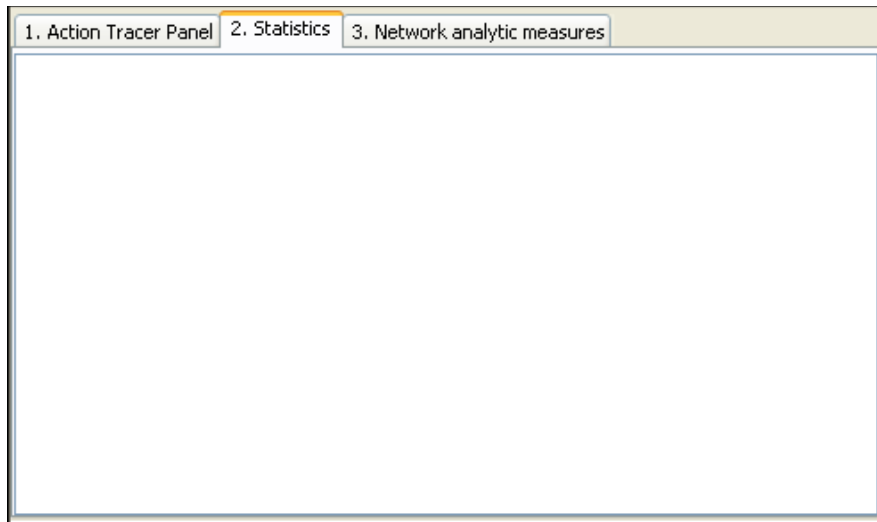 1. Action Tracer Panel 2. Statistics 3. Network analytic measures